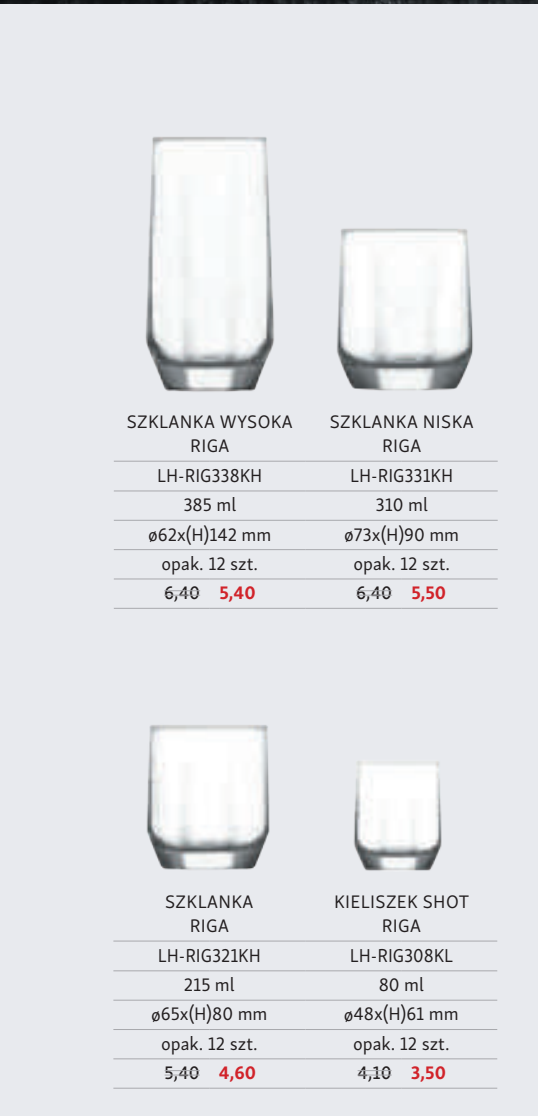 SZKLANKA WYSOKA
RIGA
LH-RIG338KH
385 ml
ø62x(H)142 mm
opak. 12 szt.
6,40 5,40
SZKLANKA NISKA
RIGA
LH-RIG331KH
310 ml
ø73x(H)90 mm
opak. 12 szt.
6,40 5,50
SZKLANKA
RIGA
LH-RIG321KH
215 ml
ø65x(H)80 mm
opak. 12 szt.
5,40 4,60
KIELISZEK SHOT
RIGA
LH-RIG308KL
80 ml
ø48x(H)61 mm
opak. 12 szt.
4,10 3,50